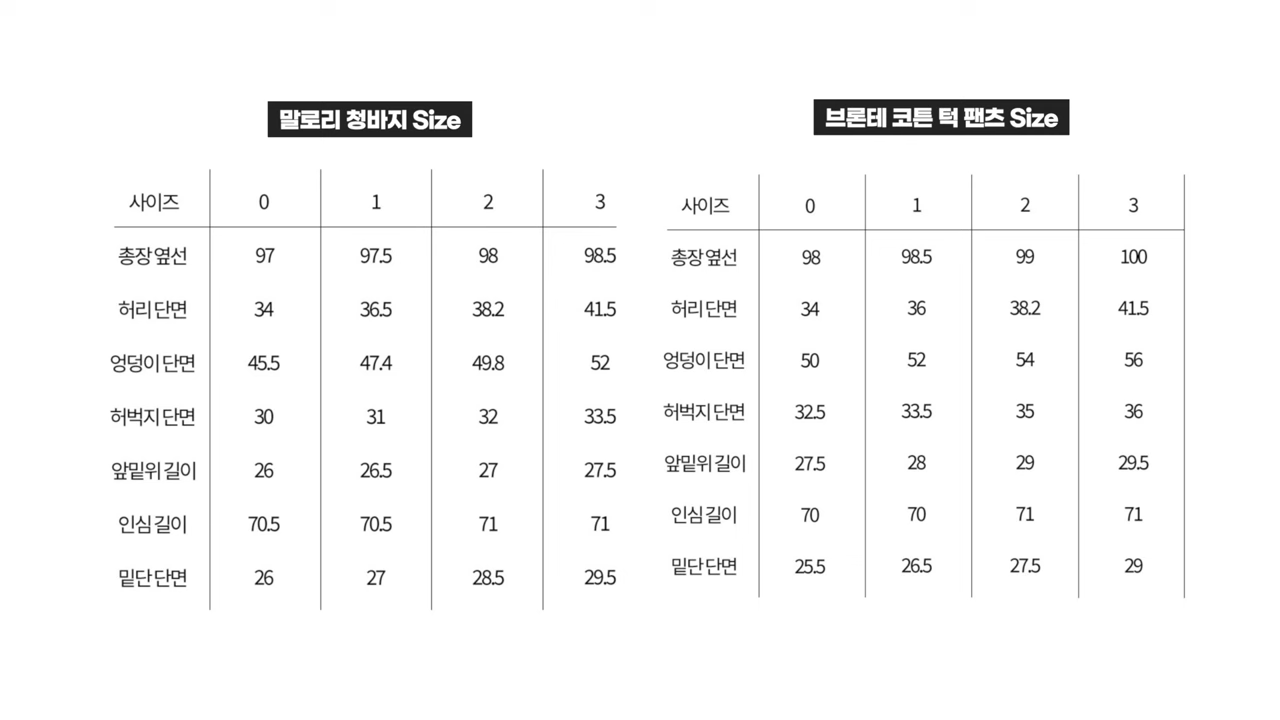 말로리 청바지 Size
사이즈 0 1 2 3
총장 옆선 97 97.5 98 98.5
허리 단면 34 36.5 38.2 41.5
엉덩이 단면 45.5 47.4 49.8 52
허벅지 단면 30 31 32 33.5
앞밑위 길이 26 26.5 27 27.5
인심 길이 70.5 70.5 71 71
밑단 단면 26 27 28.5 29.5
브론테 코튼 턱 팬츠 Size
사이즈 0 1 2 3
총장 옆선 98 98.5 99 100
허리 단면 34 36 38.2 41.5
엉덩이 단면 50 52 54 56
허벅지 단면 32.5 33.5 35 36
앞밑위 길이 27.5 28 29 29.5
인심 길이 70 70 71 71
밑단 단면 25.5 26.5 27.5 29